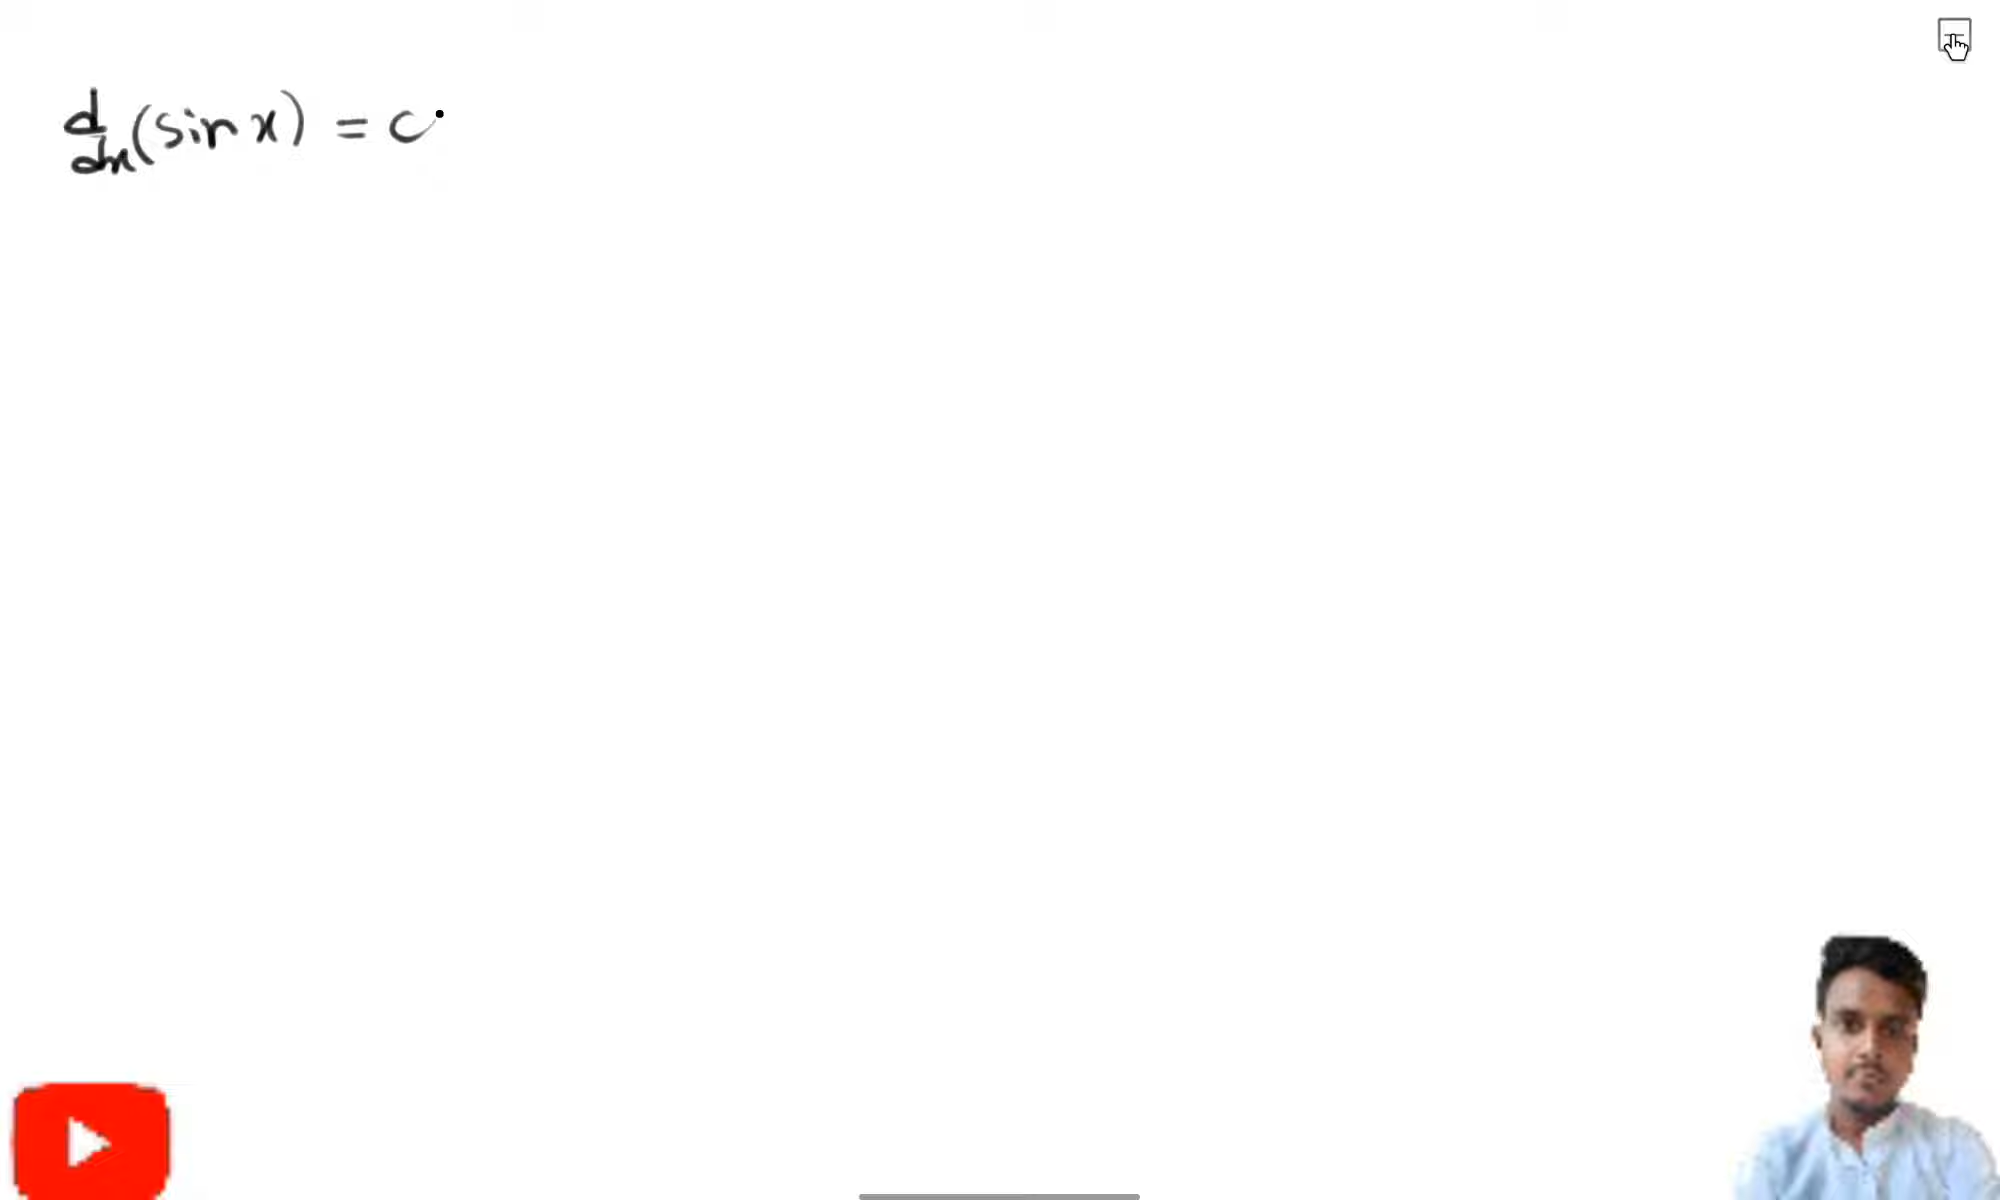 d/dx (sin x) = c